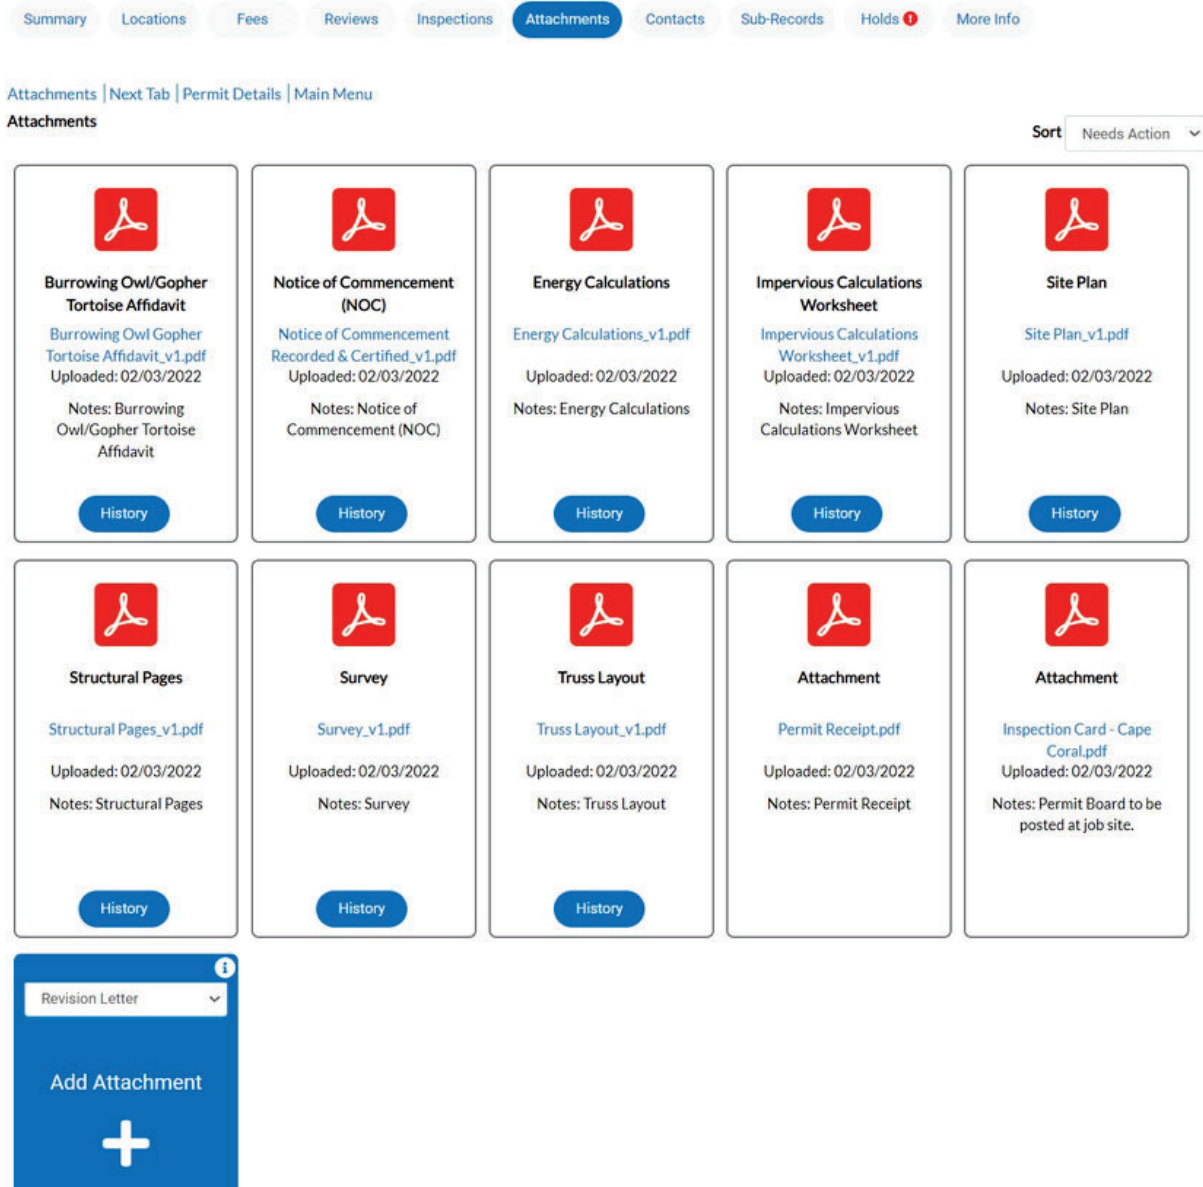 Summary Locations Fees Reviews Inspections Attachments Contacts Sub-Records Holds ! More Info
Attachments | Next Tab | Permit Details | Main Menu
Attachments
Sort Needs Action
Burrowing Owl/Gopher
Tortoise Affidavit
Burrowing Owl Gopher
Tortoise Affidavit_v1.pdf
Uploaded: 02/03/2022
Notes: Burrowing
Owl/Gopher Tortoise
Affidavit
History
Notice of Commencement
(NOC)
Notice of Commencement
Recorded & Certified_v1.pdf
Uploaded: 02/03/2022
Notes: Notice of
Commencement (NOC)
History
Energy Calculations
Energy Calculations_v1.pdf
Uploaded: 02/03/2022
Notes: Energy Calculations
History
Impervious Calculations
Worksheet
Impervious Calculations
Worksheet_v1.pdf
Uploaded: 02/03/2022
Notes: Impervious
Calculations Worksheet
History
Site Plan
Site Plan_v1.pdf
Uploaded: 02/03/2022
Notes: Site Plan
History
Structural Pages
Structural Pages_v1.pdf
Uploaded: 02/03/2022
Notes: Structural Pages
History
Survey
Survey_v1.pdf
Uploaded: 02/03/2022
Notes: Survey
History
Truss Layout
Truss Layout_v1.pdf
Uploaded: 02/03/2022
Notes: Truss Layout
History
Attachment
Permit Receipt.pdf
Uploaded: 02/03/2022
Notes: Permit Receipt
Attachment
Inspection Card - Cape
Coral.pdf
Uploaded: 02/03/2022
Notes: Permit Board to be
posted at job site.
i
Revision Letter
Add Attachment